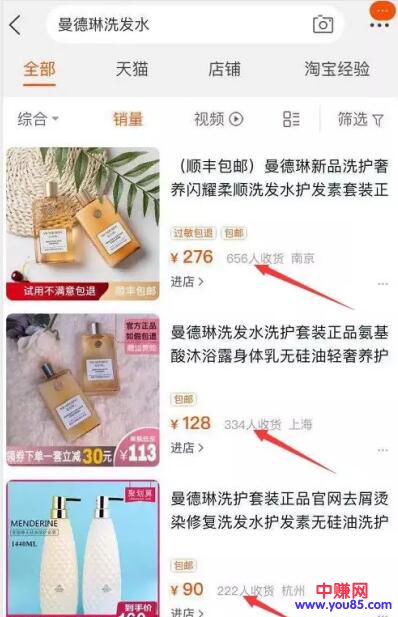 曼德琳洗发水
全部
天猫
店铺
淘宝经验
综合
销量
视频
筛选
（顺丰包邮）曼德琳新品洗护奢
养闪耀柔顺洗发水护发素套装正
过敏包退 包邮
¥ 276 656人收货 南京
进店 >
试用不满意包退 顺丰包邮
官方正品
如假包退
赠运费险
曼德琳洗发水洗护套装正品氨基
酸沐浴露身体乳无硅油轻奢养护
包邮
¥ 128 334人收货 上海
进店 >
领券下单一套立减30元
¥113
聚划算
MENDERINE
1440ML
曼德琳洗护套装正品官网去屑烫
染修复洗发水护发素无硅油洗护
包邮
¥ 90 222人收货 杭州
进店 >
到手价
中赚网
www.you85.com